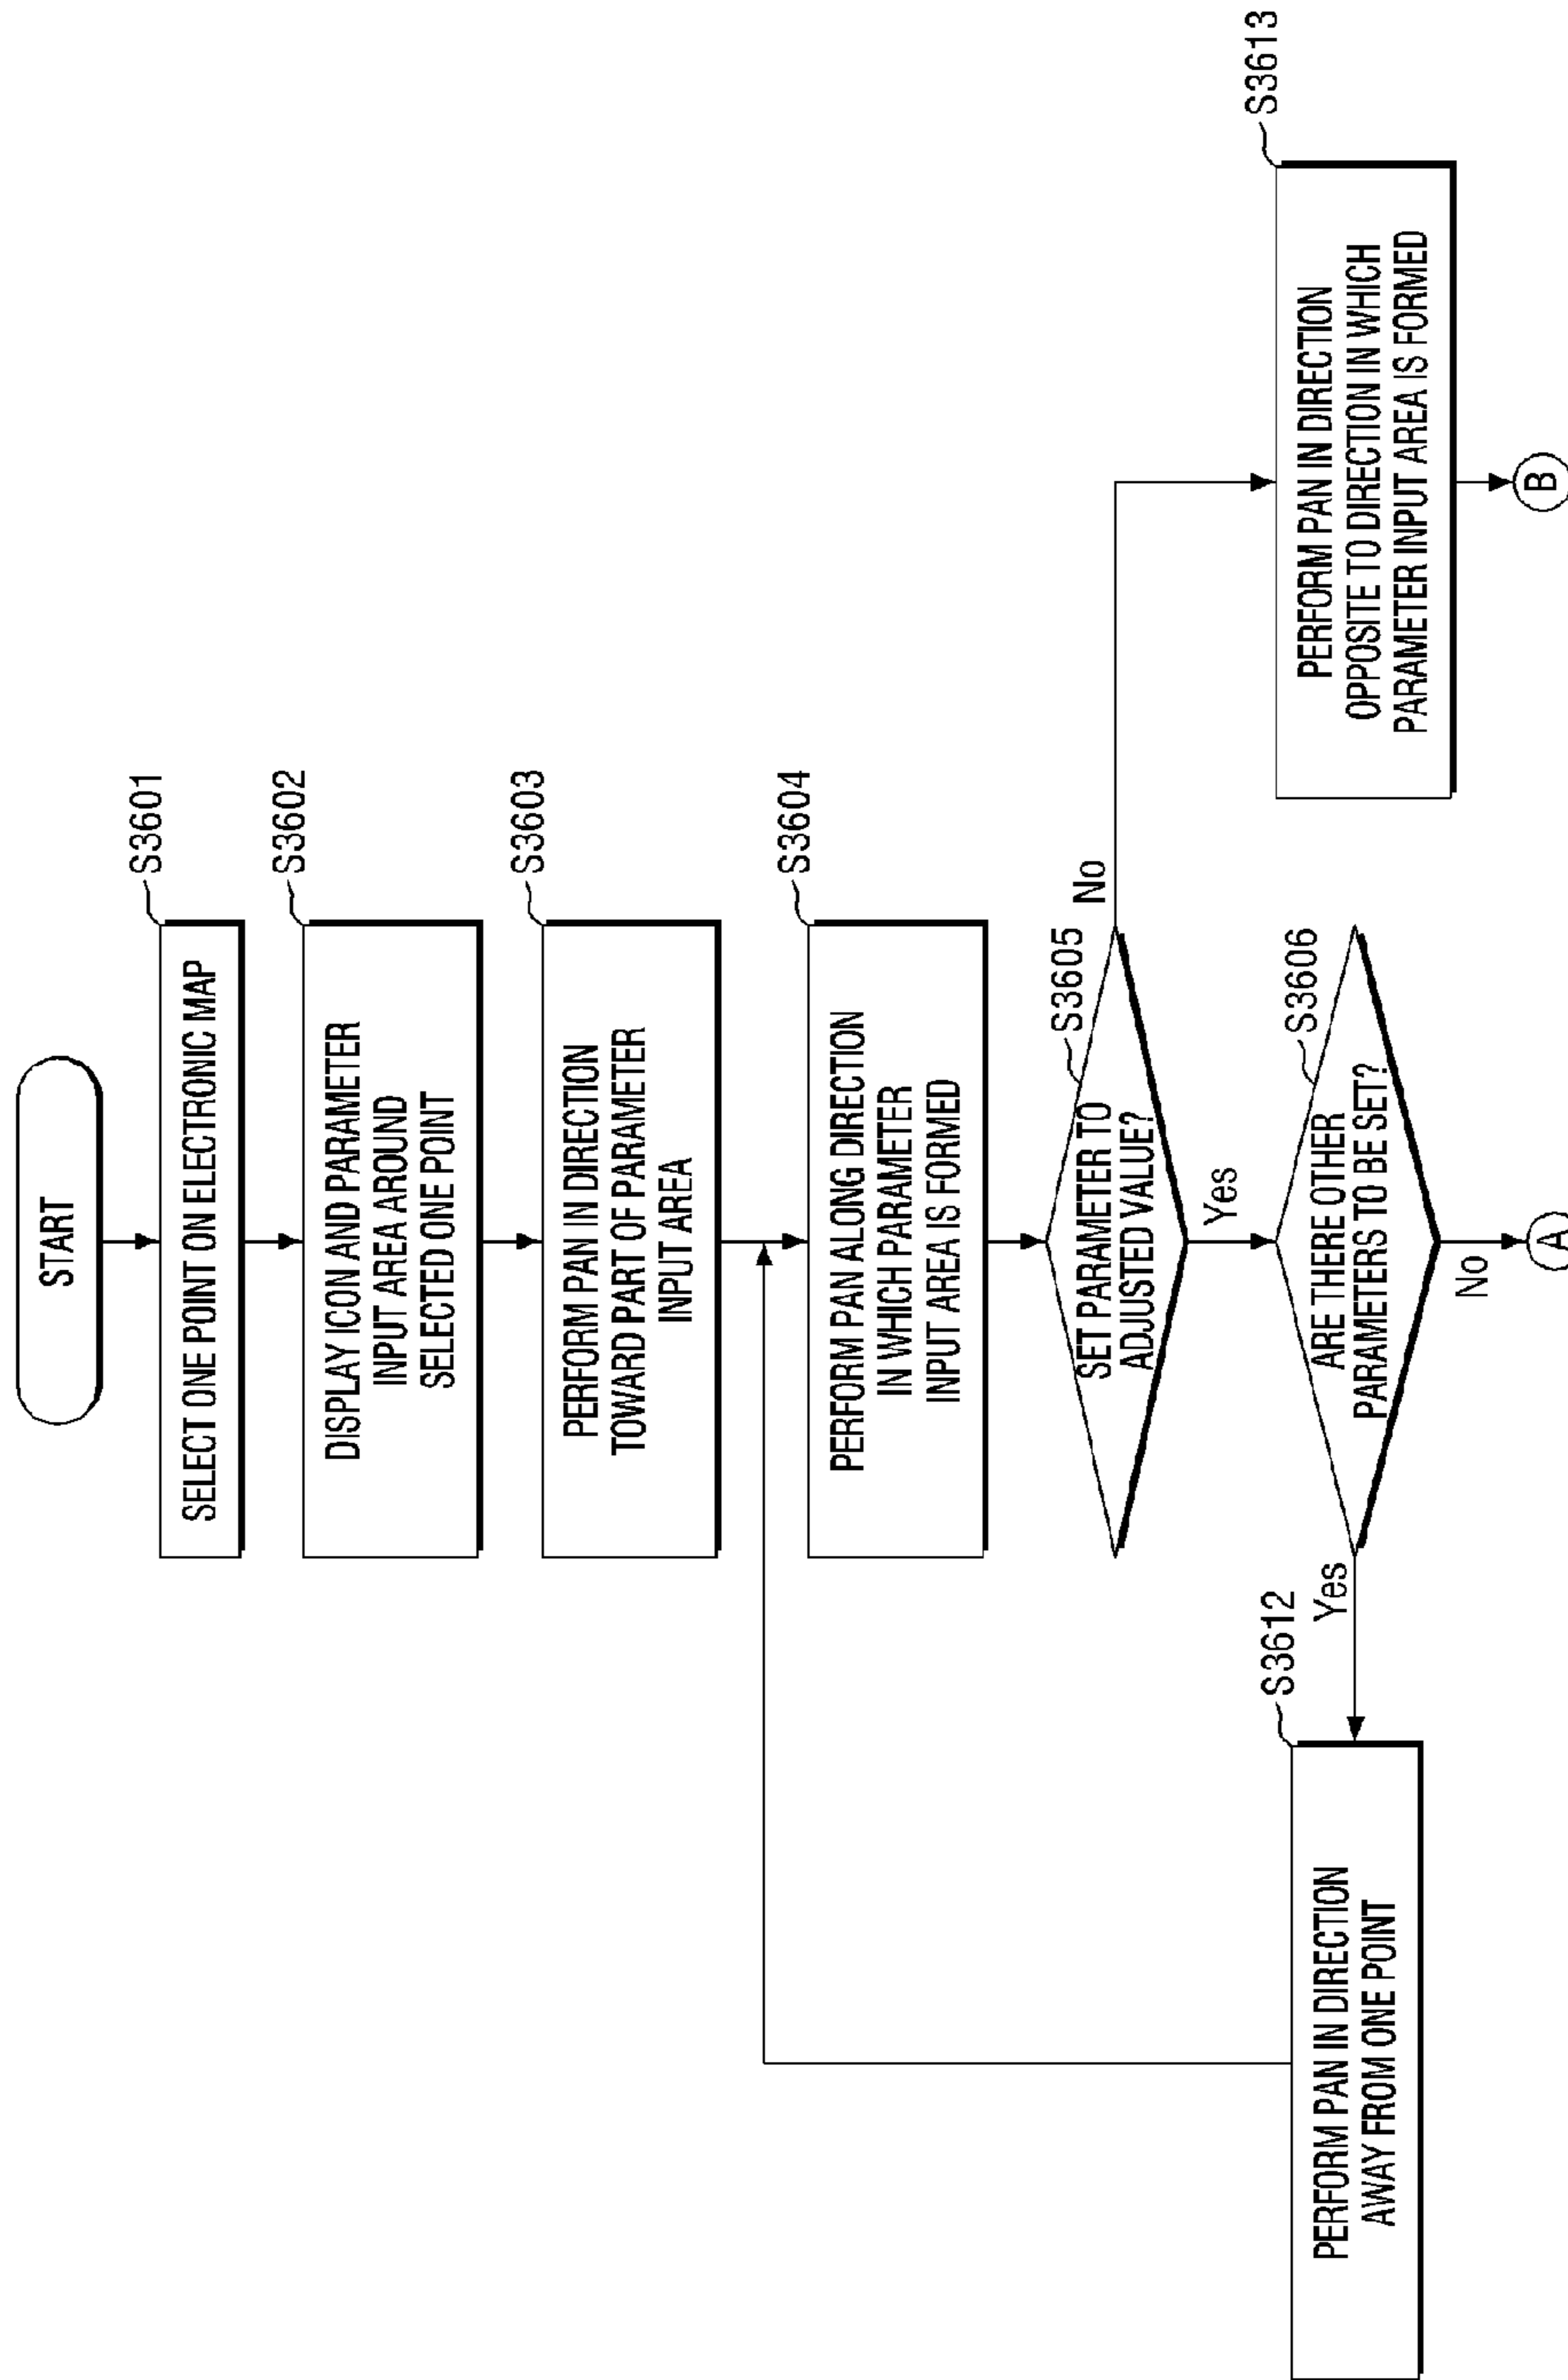 START
S3601
SELECT ONE POINT ON ELECTRONIC MAP
S3602
DISPLAY ICON AND PARAMETER
INPUT AREA AROUND
SELECTED ONE POINT
S3603
PERFORM PAN IN DIRECTION
TOWARD PART OF PARAMETER
INPUT AREA
S3604
PERFORM PAN ALONG DIRECTION
IN WHICH PARAMETER
INPUT AREA IS FORMED
S3605
SET PARAMETER TO
ADJUSTED VALUE?
No
Yes
S3606
ARE THERE OTHER
PARAMETERS TO BE SET?
Yes
No
S3612
PERFORM PAN IN DIRECTION
AWAY FROM ONE POINT
A
S3613
PERFORM PAN IN DIRECTION
OPPOSITE TO DIRECTION IN WHICH
PARAMETER INPUT AREA IS FORMED
B